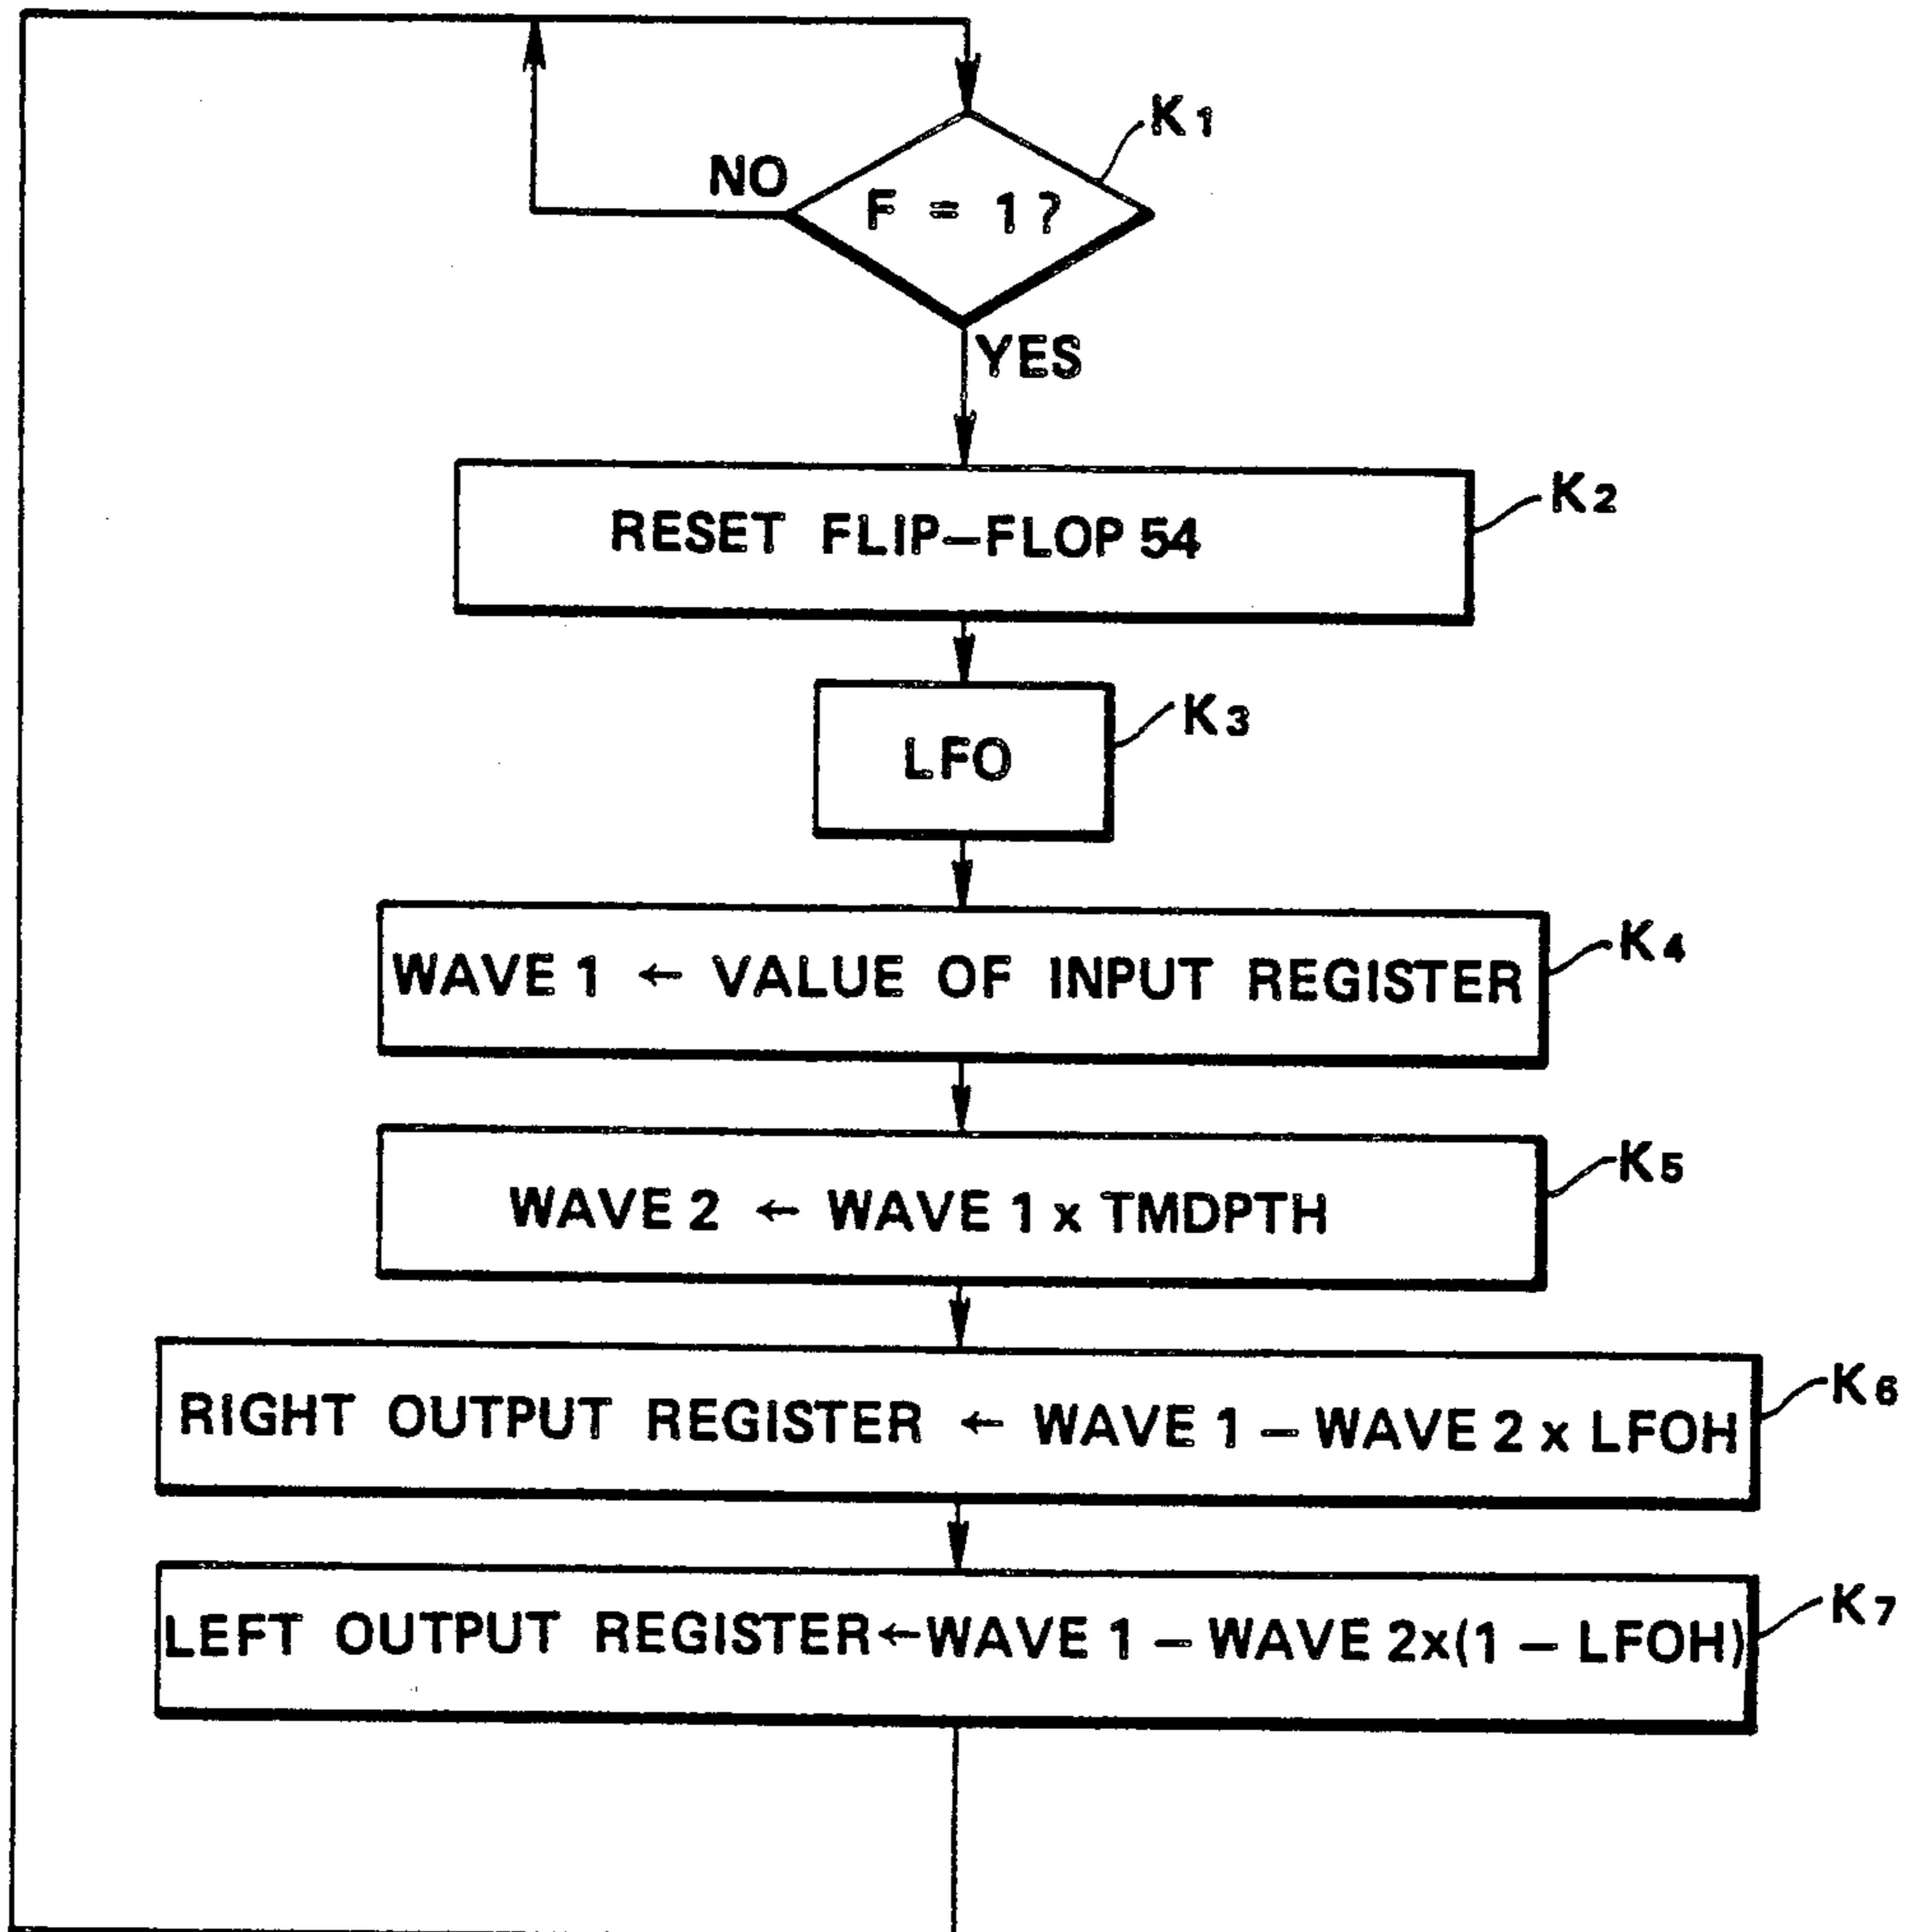 K1
NO
F = 1?
YES
K2
RESET FLIP-FLOP 54
K3
LFO
K4
WAVE 1 ← VALUE OF INPUT REGISTER
K5
WAVE 2 ← WAVE 1 x TMDPTH
K6
RIGHT OUTPUT REGISTER ← WAVE 1 - WAVE 2 x LFOH
K7
LEFT OUTPUT REGISTER←WAVE 1 - WAVE 2x(1 - LFOH)